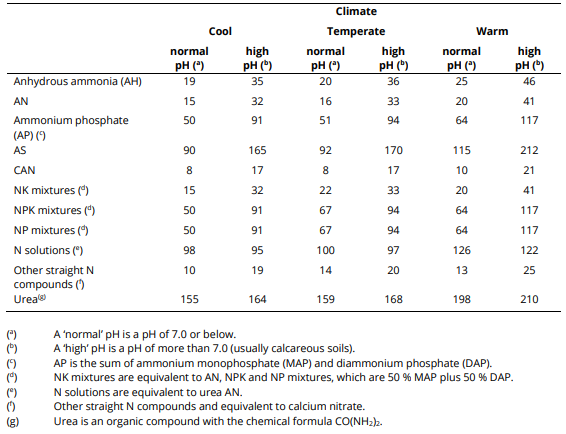 Climate
Cool Temperate Warm
normal high normal high normal high
pH (ᵃ) pH (ᵇ) pH (ᵃ) pH (ᵇ) pH (ᵃ) pH (ᵇ)
Anhydrous ammonia (AH) 19 35 20 36 25 46
AN 15 32 16 33 20 41
Ammonium phosphate 50 91 51 94 64 117
(AP) (ᶜ)
AS 90 165 92 170 115 212
CAN 8 17 8 17 10 21
NK mixtures (ᵈ) 15 32 22 33 20 41
NPK mixtures (ᵈ) 50 91 67 94 64 117
NP mixtures (ᵈ) 50 91 67 94 64 117
N solutions (ᵉ) 98 95 100 97 126 122
Other straight N 10 19 14 20 13 25
compounds (ᶠ)
Urea⁽ᵍ⁾ 155 164 159 168 198 210
(ᵃ) A ‘normal’ pH is a pH of 7.0 or below.
(ᵇ) A ‘high’ pH is a pH of more than 7.0 (usually calcareous soils).
(ᶜ) AP is the sum of ammonium monophosphate (MAP) and diammonium phosphate (DAP).
(ᵈ) NK mixtures are equivalent to AN, NPK and NP mixtures, which are 50 % MAP plus 50 % DAP.
(ᵉ) N solutions are equivalent to urea AN.
(ᶠ) Other straight N compounds and equivalent to calcium nitrate.
(g) Urea is an organic compound with the chemical formula CO(NH₂)₂.